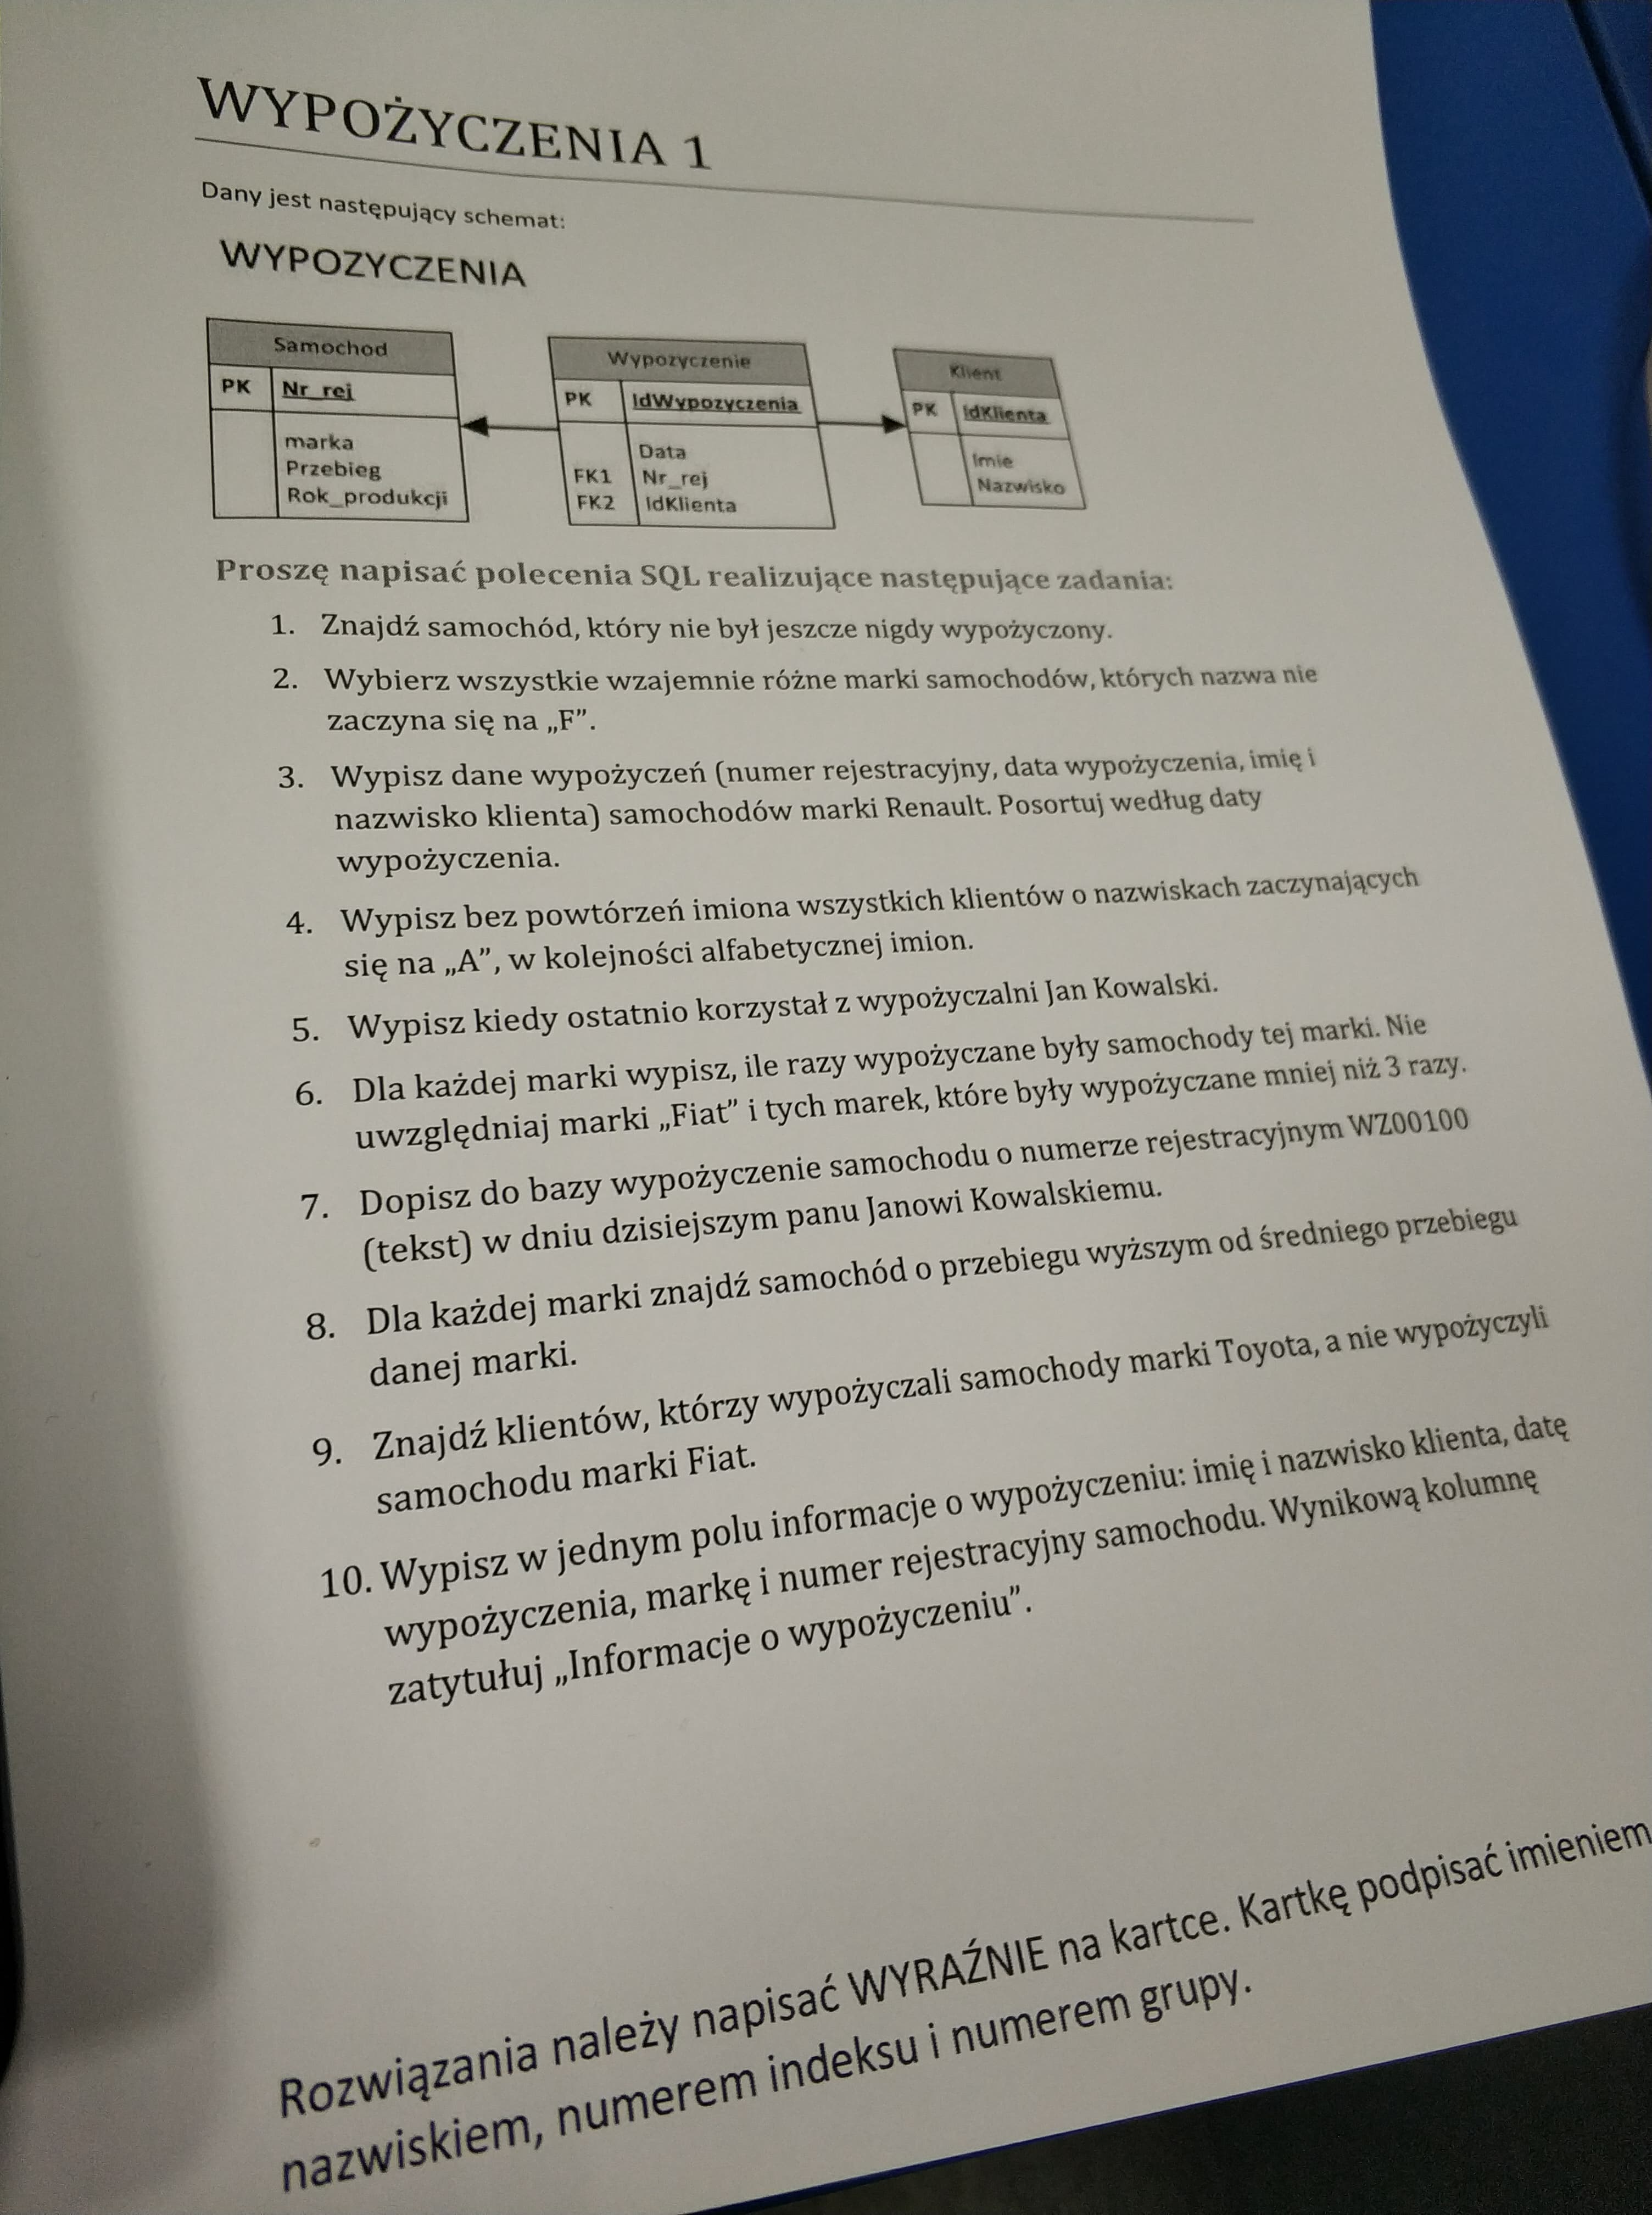 WYPOŻYCZENIA 1
Dany jest następujący schemat:
WYPOZYCZENIA
Samochod
PK Nr_rej
marka
Przebieg
Rok_produkcji
Wypozyczenie
PK IdWypozyczenia
Data
FK1 Nr_rej
FK2 IdKlienta
Klient
PK IdKlienta
Imie
Nazwisko
Proszę napisać polecenia SQL realizujące następujące zadania:
1. Znajdź samochód, który nie był jeszcze nigdy wypożyczony.
2. Wybierz wszystkie wzajemnie różne marki samochodów, których nazwa nie
zaczyna się na „F”.
3. Wypisz dane wypożyczeń (numer rejestracyjny, data wypożyczenia, imię i
nazwisko klienta) samochodów marki Renault. Posortuj według daty
wypożyczenia.
4. Wypisz bez powtórzeń imiona wszystkich klientów o nazwiskach zaczynających
się na „A”, w kolejności alfabetycznej imion.
5. Wypisz kiedy ostatnio korzystał z wypożyczalni Jan Kowalski.
6. Dla każdej marki wypisz, ile razy wypożyczane były samochody tej marki. Nie
uwzględniaj marki „Fiat” i tych marek, które były wypożyczane mniej niż 3 razy.
7. Dopisz do bazy wypożyczenie samochodu o numerze rejestracyjnym WZ00100
(tekst) w dniu dzisiejszym panu Janowi Kowalskiemu.
8. Dla każdej marki znajdź samochód o przebiegu wyższym od średniego przebiegu
danej marki.
9. Znajdź klientów, którzy wypożyczali samochody marki Toyota, a nie wypożyczyli
samochodu marki Fiat.
10. Wypisz w jednym polu informacje o wypożyczeniu: imię i nazwisko klienta, datę
wypożyczenia, markę i numer rejestracyjny samochodu. Wynikową kolumnę
zatytułuj „Informacje o wypożyczeniu”.
Rozwiązania należy napisać WYRAŹNIE na kartce. Kartkę podpisać imieniem
nazwiskiem, numerem indeksu i numerem grupy.